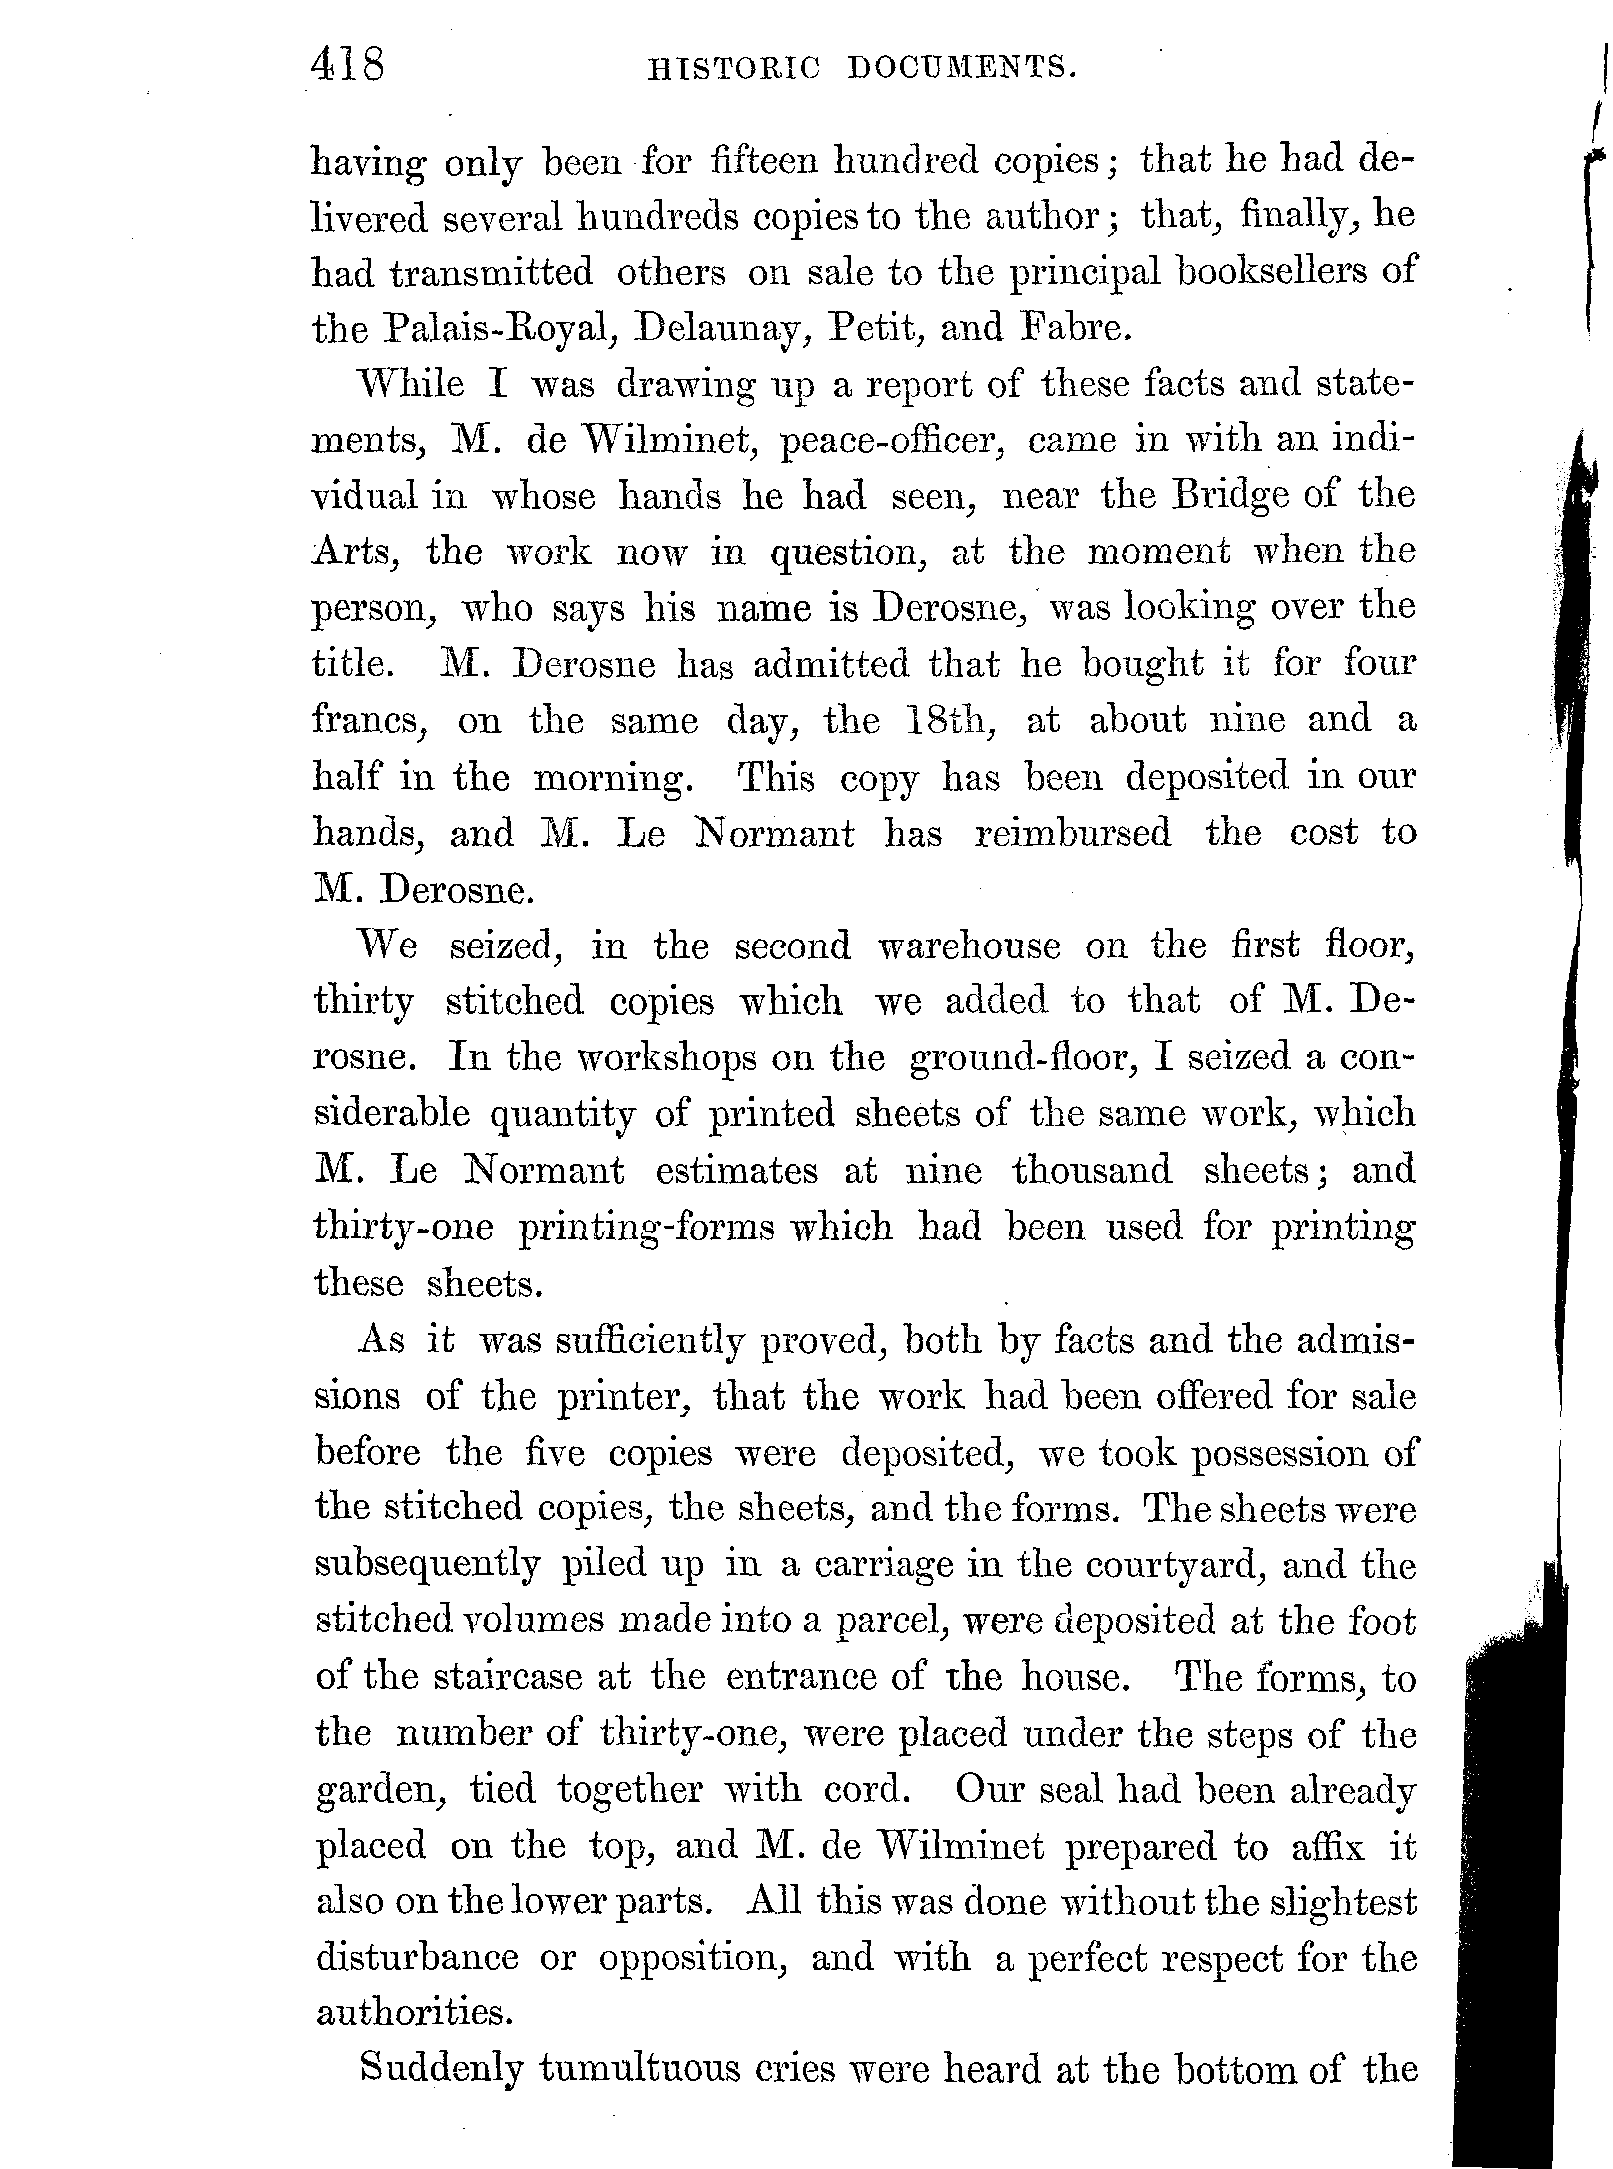 418 HISTORIC DOCUMENTS.
having only been for fifteen hundred copies; that he had de-
livered several hundreds copies to the author; that, finally, he
had transmitted others on sale to the principal booksellers of
the Palais-Royal, Delaunay, Petit, and Fabre.
While I was drawing up a report of these facts and state-
ments, M. de Wilminet, peace-officer, came in with an indi-
vidual in whose hands he had seen, near the Bridge of the
Arts, the work now in question, at the moment when the
person, who says his name is Derosne, was looking over the
title. M. Derosne has admitted that he bought it for four
francs, on the same day, the 18th, at about nine and a
half in the morning. This copy has been deposited in our
hands, and M. Le Normant has reimbursed the cost to
M. Derosne.
We seized, in the second warehouse on the first floor,
thirty stitched copies which we added to that of M. De-
rosne. In the workshops on the ground-floor, I seized a con-
siderable quantity of printed sheets of the same work, which
M. Le Normant estimates at nine thousand sheets; and
thirty-one printing-forms which had been used for printing
these sheets.
As it was sufficiently proved, both by facts and the admis-
sions of the printer, that the work had been offered for sale
before the five copies were deposited, we took possession of
the stitched copies, the sheets, and the forms. The sheets were
subsequently piled up in a carriage in the courtyard, and the
stitched volumes made into a parcel, were deposited at the foot
of the staircase at the entrance of the house. The forms, to
the number of thirty-one, were placed under the steps of the
garden, tied together with cord. Our seal had been already
placed on the top, and M. de Wilminet prepared to affix it
also on the lower parts. All this was done without the slightest
disturbance or opposition, and with a perfect respect for the
authorities.
Suddenly tumultuous cries were heard at the bottom of the